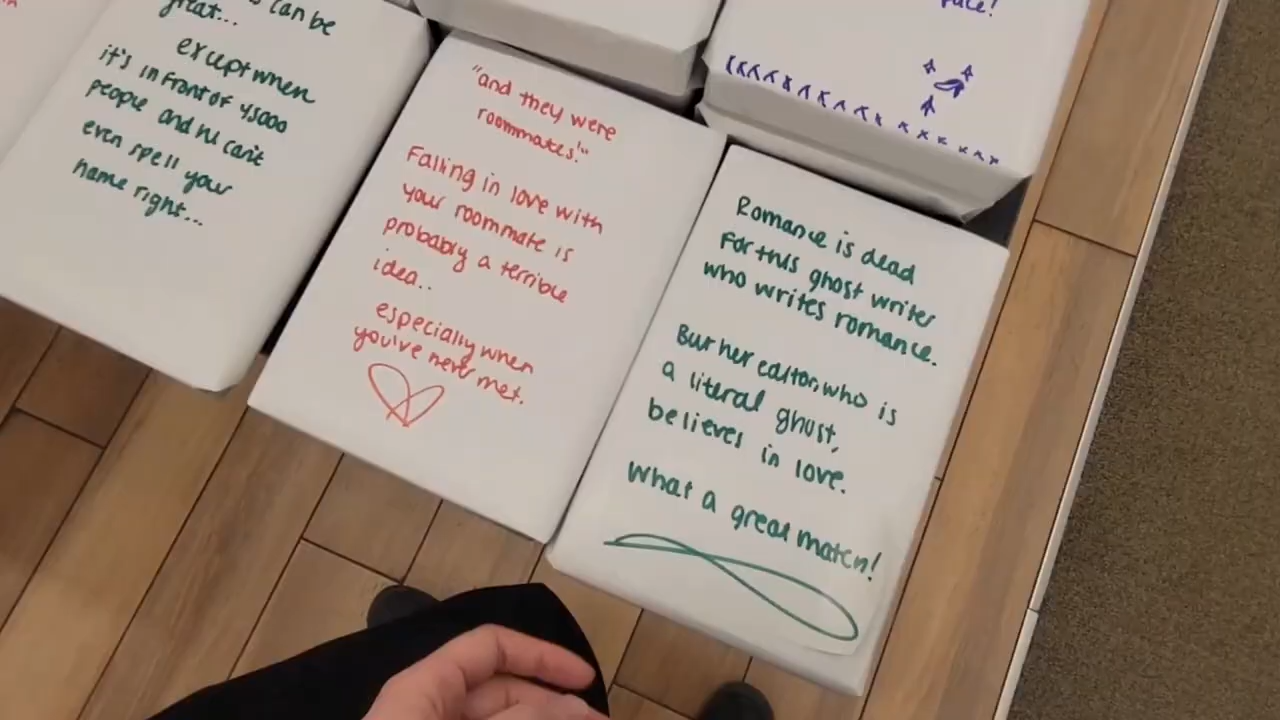 can be
great...
except when
it's in front of 45000
people and he can't
even spell your
name right...
"and they were
roommates!"
Falling in love with
your roommate is
probably a terrible
idea..
especially when
you've never met.
Romance is dead
For this ghost writer
who writes romance.
But her editor, who is
a literal ghost,
believes in love.
What a great match!